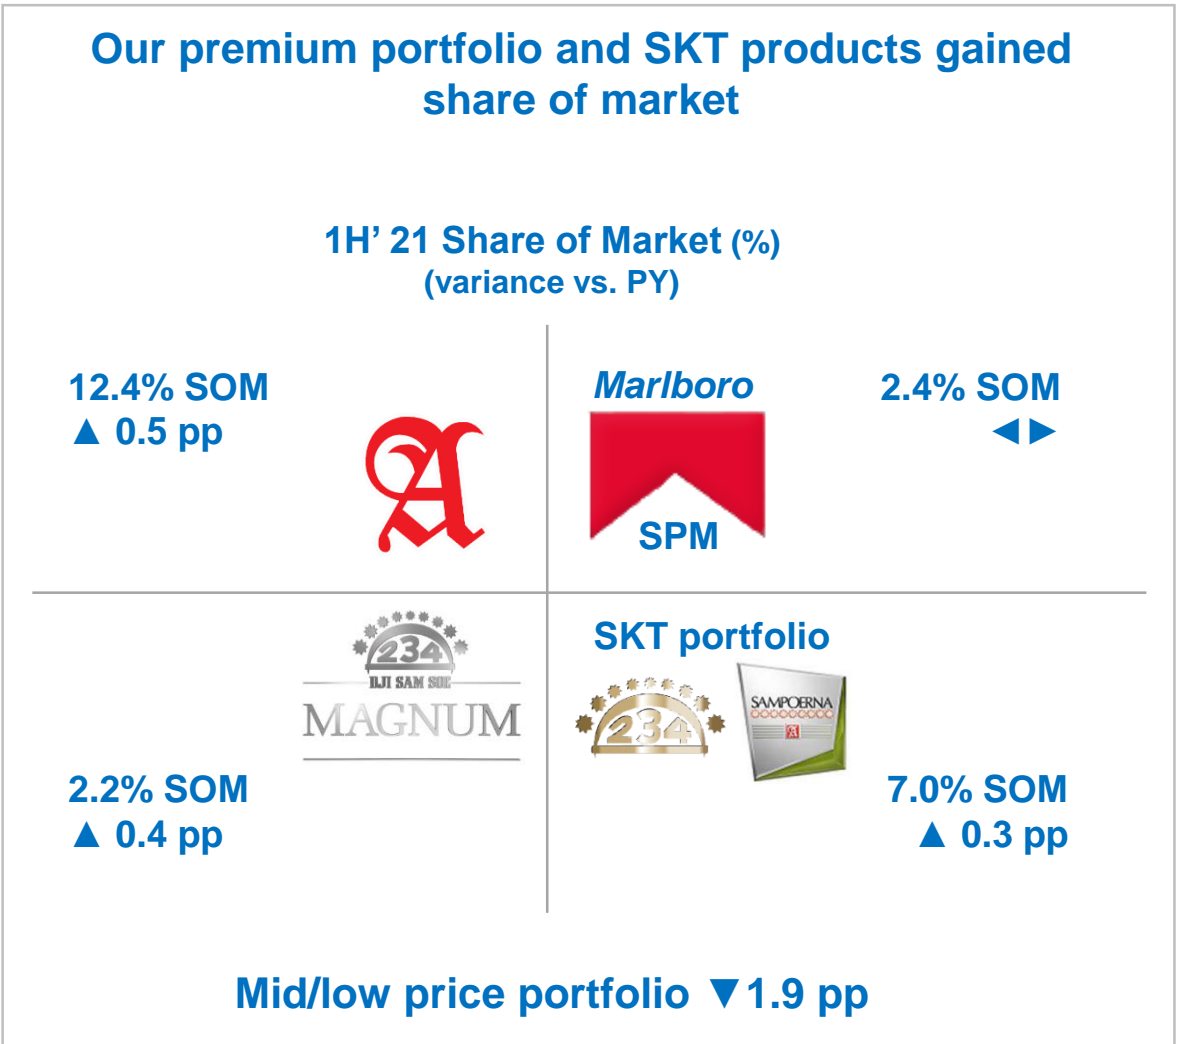 Our premium portfolio and SKT products gained
share of market
1H’ 21 Share of Market (%)
(variance vs. PY)
12.4% SOM
▲ 0.5 pp
A
Marlboro
SPM
2.4% SOM
◄►
234
DJI SAM SOE
MAGNUM
2.2% SOM
▲ 0.4 pp
SKT portfolio
234
SAMPOERNA
A
7.0% SOM
▲ 0.3 pp
Mid/low price portfolio ▼1.9 pp